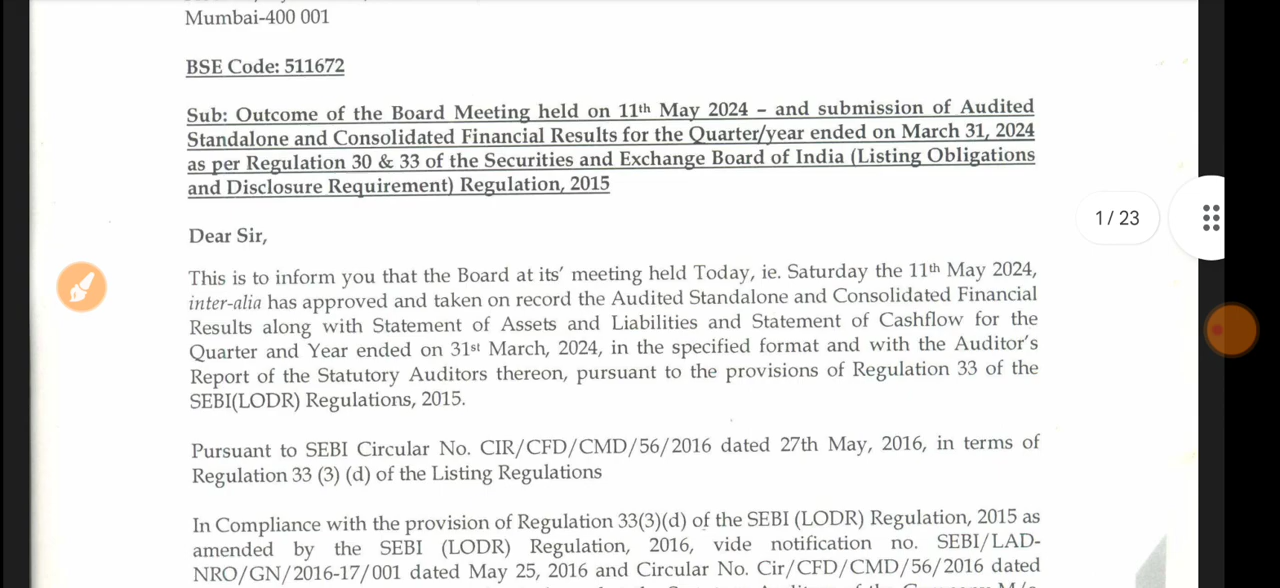 Mumbai-400 001
BSE Code: 511672
Sub: Outcome of the Board Meeting held on 11th May 2024 – and submission of Audited
Standalone and Consolidated Financial Results for the Quarter/year ended on March 31, 2024
as per Regulation 30 & 33 of the Securities and Exchange Board of India (Listing Obligations
and Disclosure Requirement) Regulation, 2015
1 / 23
Dear Sir,
This is to inform you that the Board at its' meeting held Today, ie. Saturday the 11th May 2024,
inter-alia has approved and taken on record the Audited Standalone and Consolidated Financial
Results along with Statement of Assets and Liabilities and Statement of Cashflow for the
Quarter and Year ended on 31st March, 2024, in the specified format and with the Auditor's
Report of the Statutory Auditors thereon, pursuant to the provisions of Regulation 33 of the
SEBI(LODR) Regulations, 2015.
Pursuant to SEBI Circular No. CIR/CFD/CMD/56/2016 dated 27th May, 2016, in terms of
Regulation 33 (3) (d) of the Listing Regulations
In Compliance with the provision of Regulation 33(3)(d) of the SEBI (LODR) Regulation, 2015 as
amended by the SEBI (LODR) Regulation, 2016, vide notification no. SEBI/LAD-
NRO/GN/2016-17/001 dated May 25, 2016 and Circular No. Cir/CFD/CMD/56/2016 dated